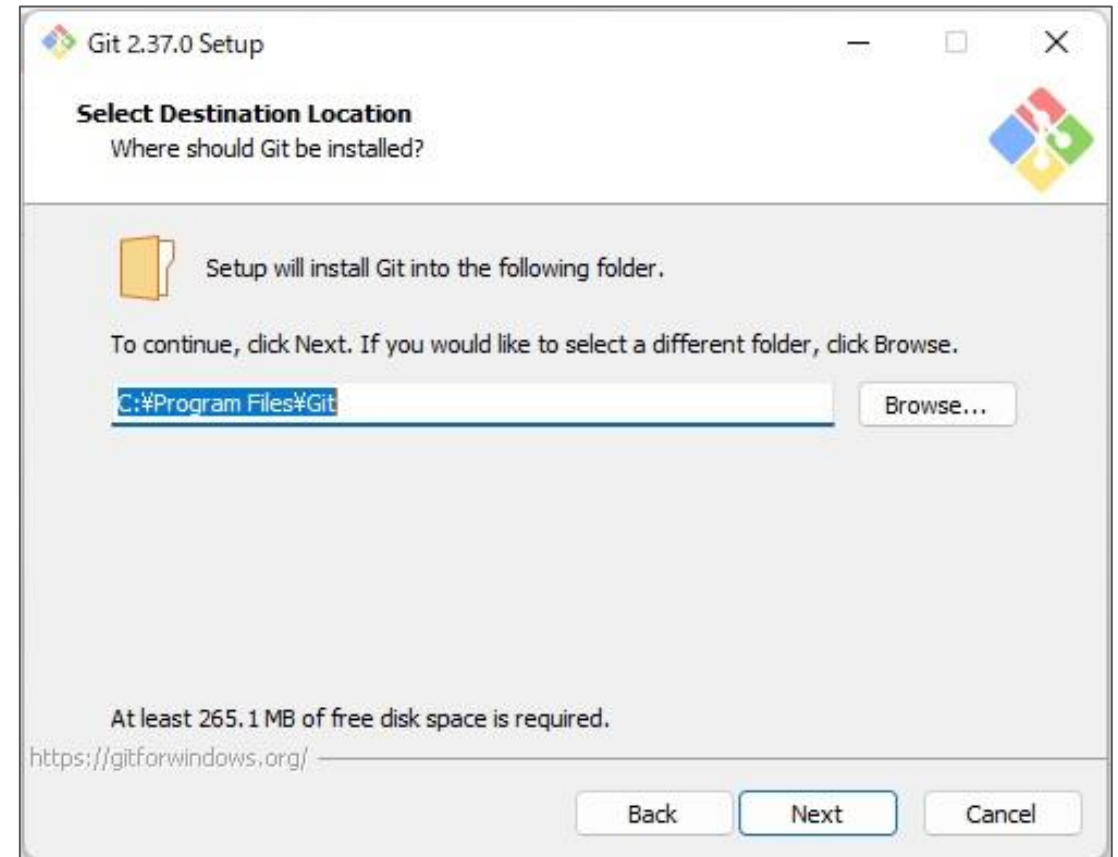 Git 2.37.0 Setup
Select Destination Location
Where should Git be installed?
Setup will install Git into the following folder.
To continue, click Next. If you would like to select a different folder, click Browse.
C:¥Program Files¥Git
Browse...
At least 265.1 MB of free disk space is required.
https://gitforwindows.org/
Back
Next
Cancel